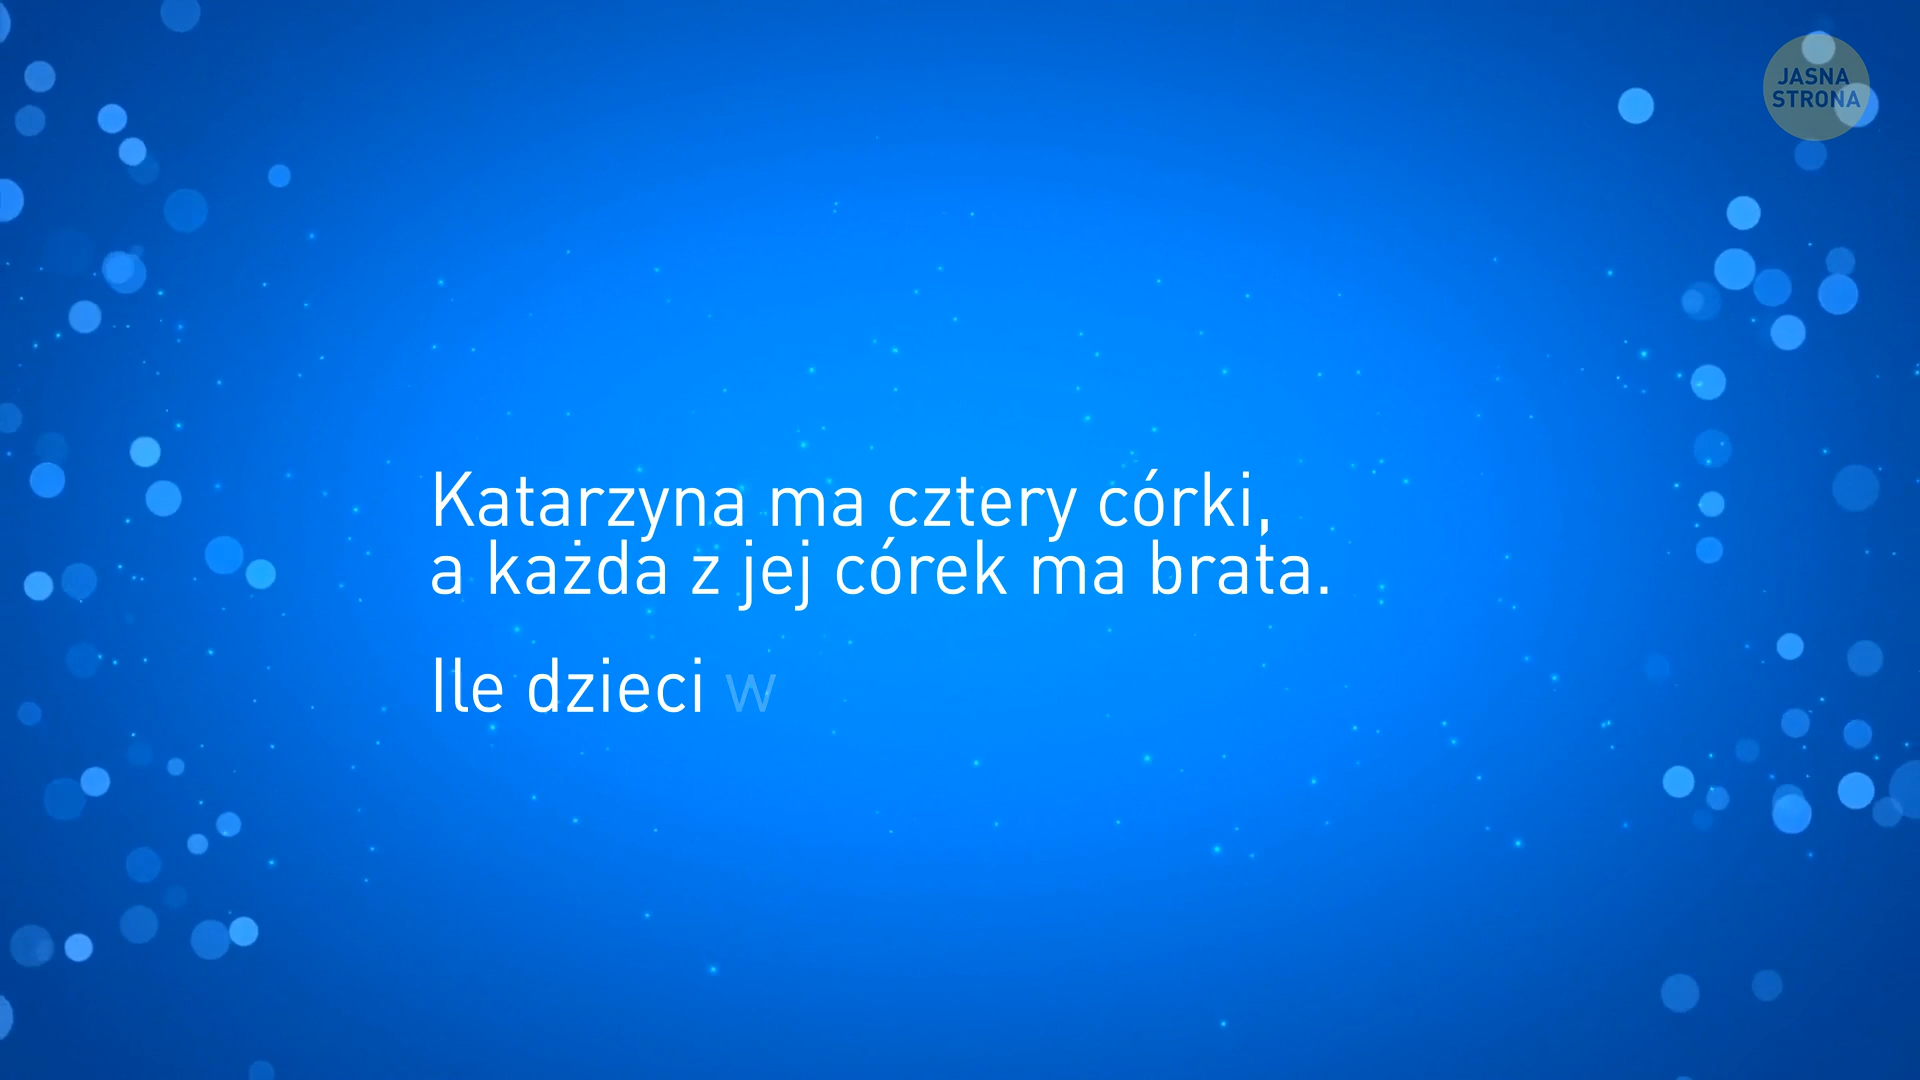 JASNA
STRONA
Katarzyna ma cztery córki,
a każda z jej córek ma brata.
Ile dzieci w